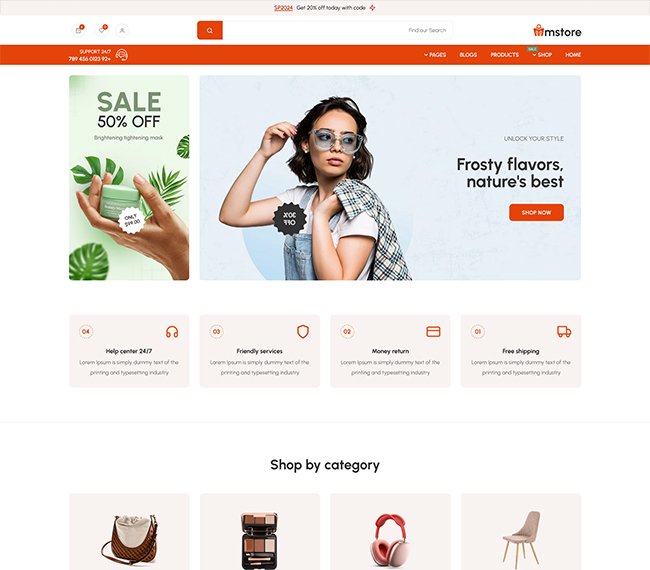 SP2024 : Get 20% off today with code
Find our Search
mstore
SUPPORT 24/7
789 456 0123 92+
PAGES
BLOGS
PRODUCTS
SALE
SHOP
HOME
SALE
50% OFF
Brightening tightening mask
ONLY
$99.00
30%
OFF
UNLOCK YOUR STYLE
Frosty flavors,
nature's best
SHOP NOW
04
Help center 24/7
Lorem Ipsum is simply dummy text of the
printing and typesetting industry
03
Friendly services
Lorem Ipsum is simply dummy text of the
printing and typesetting industry
02
Money return
Lorem Ipsum is simply dummy text of the
printing and typesetting industry
01
Free shipping
Lorem Ipsum is simply dummy text of the
printing and typesetting industry
Shop by category